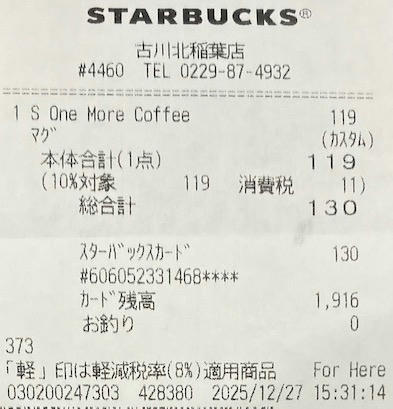 STARBUCKS®
古川北稲葉店
#4460 TEL 0229-87-4932
1 S One More Coffee 119
マグ (カスタム)
本体合計(1点) 119
(10%対象 119 消費税 11)
総合計 130
スターバックスカード 130
#606052331468****
カード残高 1,916
お釣り 0
373
「軽」印は軽減税率(8%)適用商品 For Here
030200247303 428380 2025/12/27 15:31:14